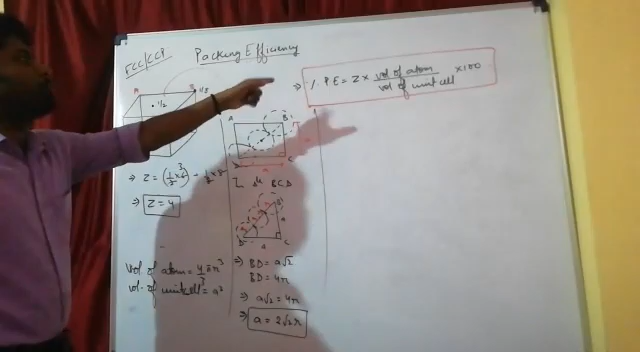 Packing Efficiency
FCC/CCP
1/8
1/2
⇒ Z = 4
Vol of atom = 4/3 πr³
vol. of unit cell = a³
A B
C
In Δle BCD
D a C
⇒ BD = a√2
BD = 4r
⇒ a√2 = 4r
⇒ a = 2√2 r
⇒ % P.E = Z × vol of atom / vol of unit cell × 100